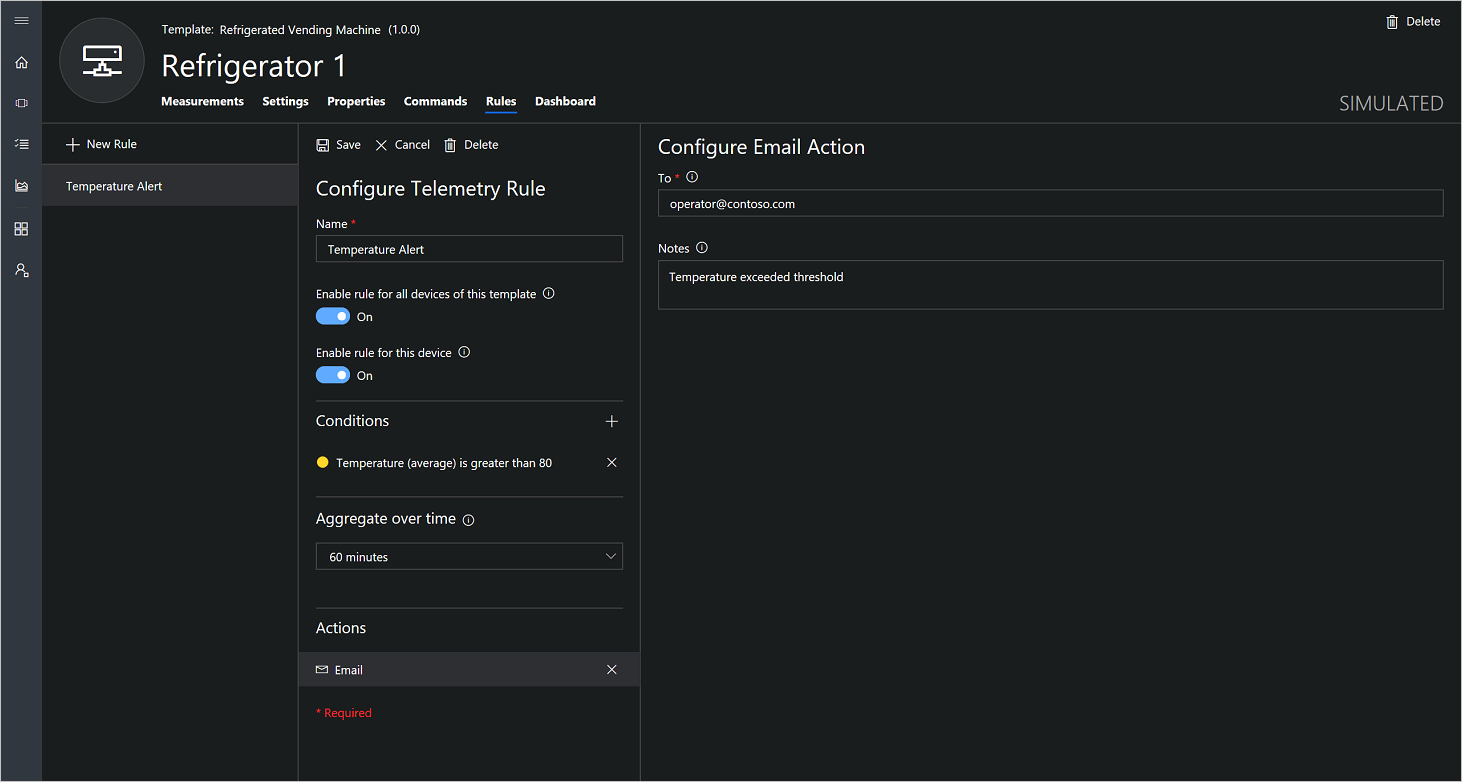 Template: Refrigerated Vending Machine (1.0.0)
Delete
Refrigerator 1
Measurements Settings Properties Commands Rules Dashboard
SIMULATED
New Rule
Temperature Alert
Save Cancel Delete
Configure Telemetry Rule
Name *
Temperature Alert
Enable rule for all devices of this template
On
Enable rule for this device
On
Conditions
Temperature (average) is greater than 80
Aggregate over time
60 minutes
Actions
Email
* Required
Configure Email Action
To *
operator@contoso.com
Notes
Temperature exceeded threshold